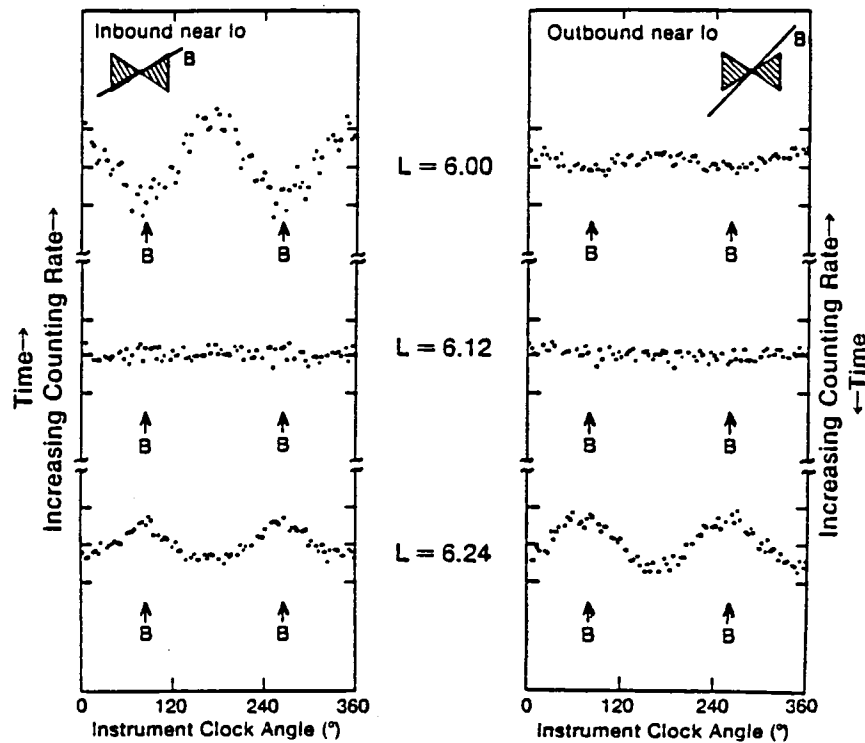 Inbound near Io
B
Outbound near Io
B
L = 6.00
B
B
B
B
L = 6.12
B
B
B
B
L = 6.24
B
B
B
B
Time→
Increasing Counting Rate→
Increasing Counting Rate→
←Time
0
120
240
360
0
120
240
360
Instrument Clock Angle (°)
Instrument Clock Angle (°)